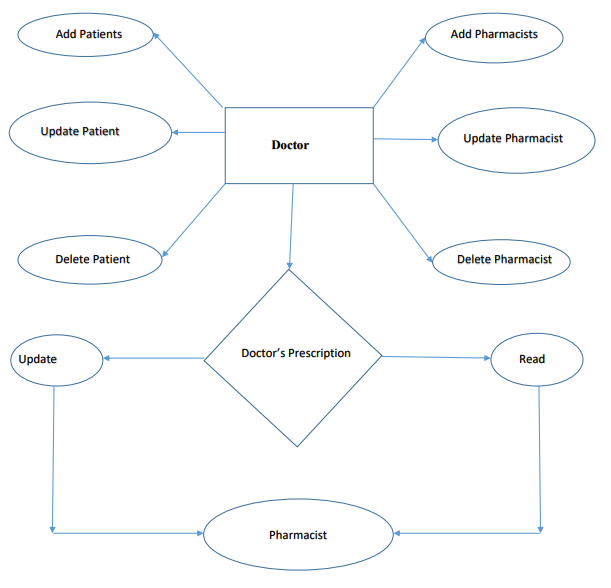 Add Patients
Add Pharmacists
Update Patient
Doctor
Update Pharmacist
Delete Patient
Delete Pharmacist
Update
Doctor's Prescription
Read
Pharmacist